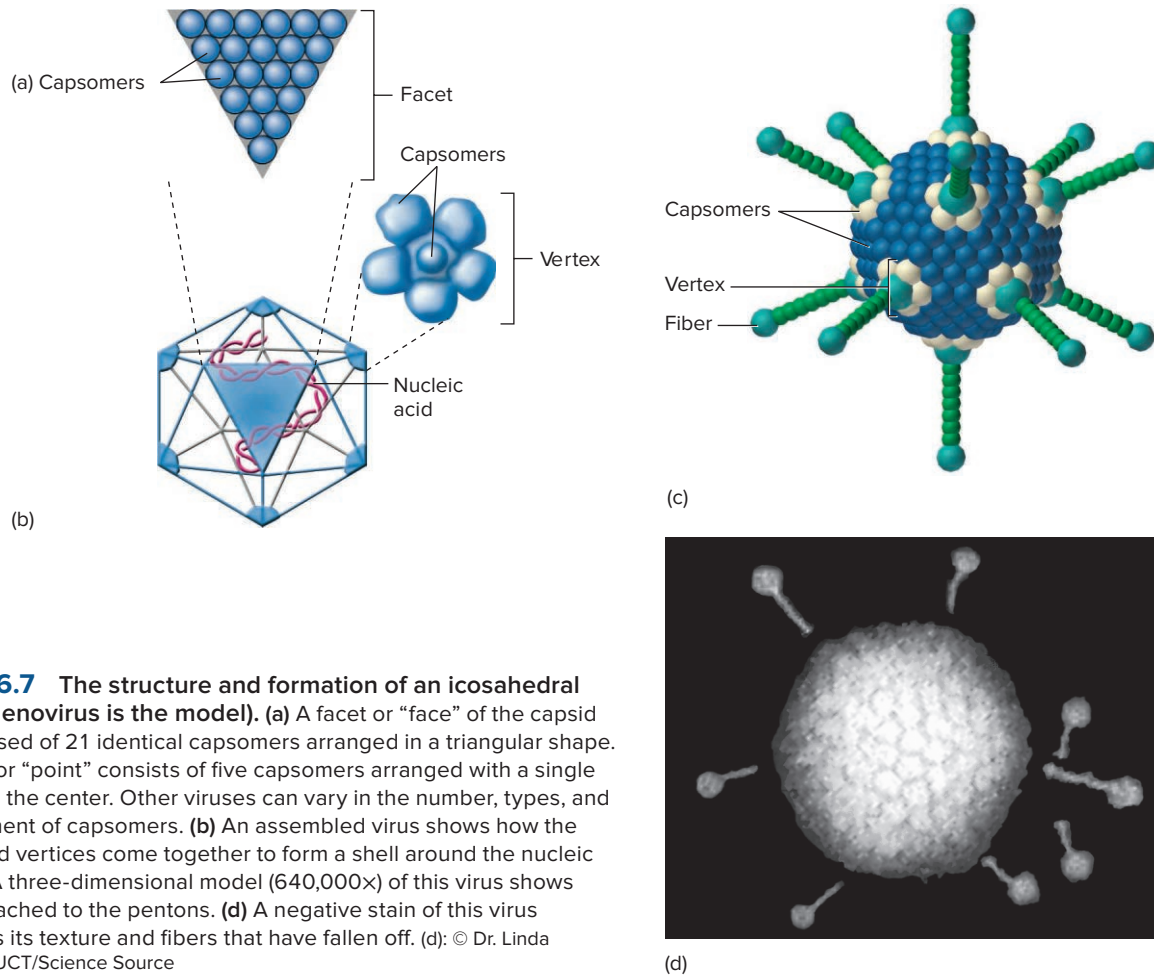 (a) Capsomers
Facet
Capsomers
Vertex
Nucleic
acid
(b)
Capsomers
Vertex
Fiber
(c)
6.7 The structure and formation of an icosahedral
enovirus is the model). (a) A facet or “face” of the capsid
sed of 21 identical capsomers arranged in a triangular shape.
or “point” consists of five capsomers arranged with a single
the center. Other viruses can vary in the number, types, and
ment of capsomers. (b) An assembled virus shows how the
d vertices come together to form a shell around the nucleic
A three-dimensional model (640,000×) of this virus shows
ached to the pentons. (d) A negative stain of this virus
s its texture and fibers that have fallen off. (d): © Dr. Linda
UCT/Science Source
(d)